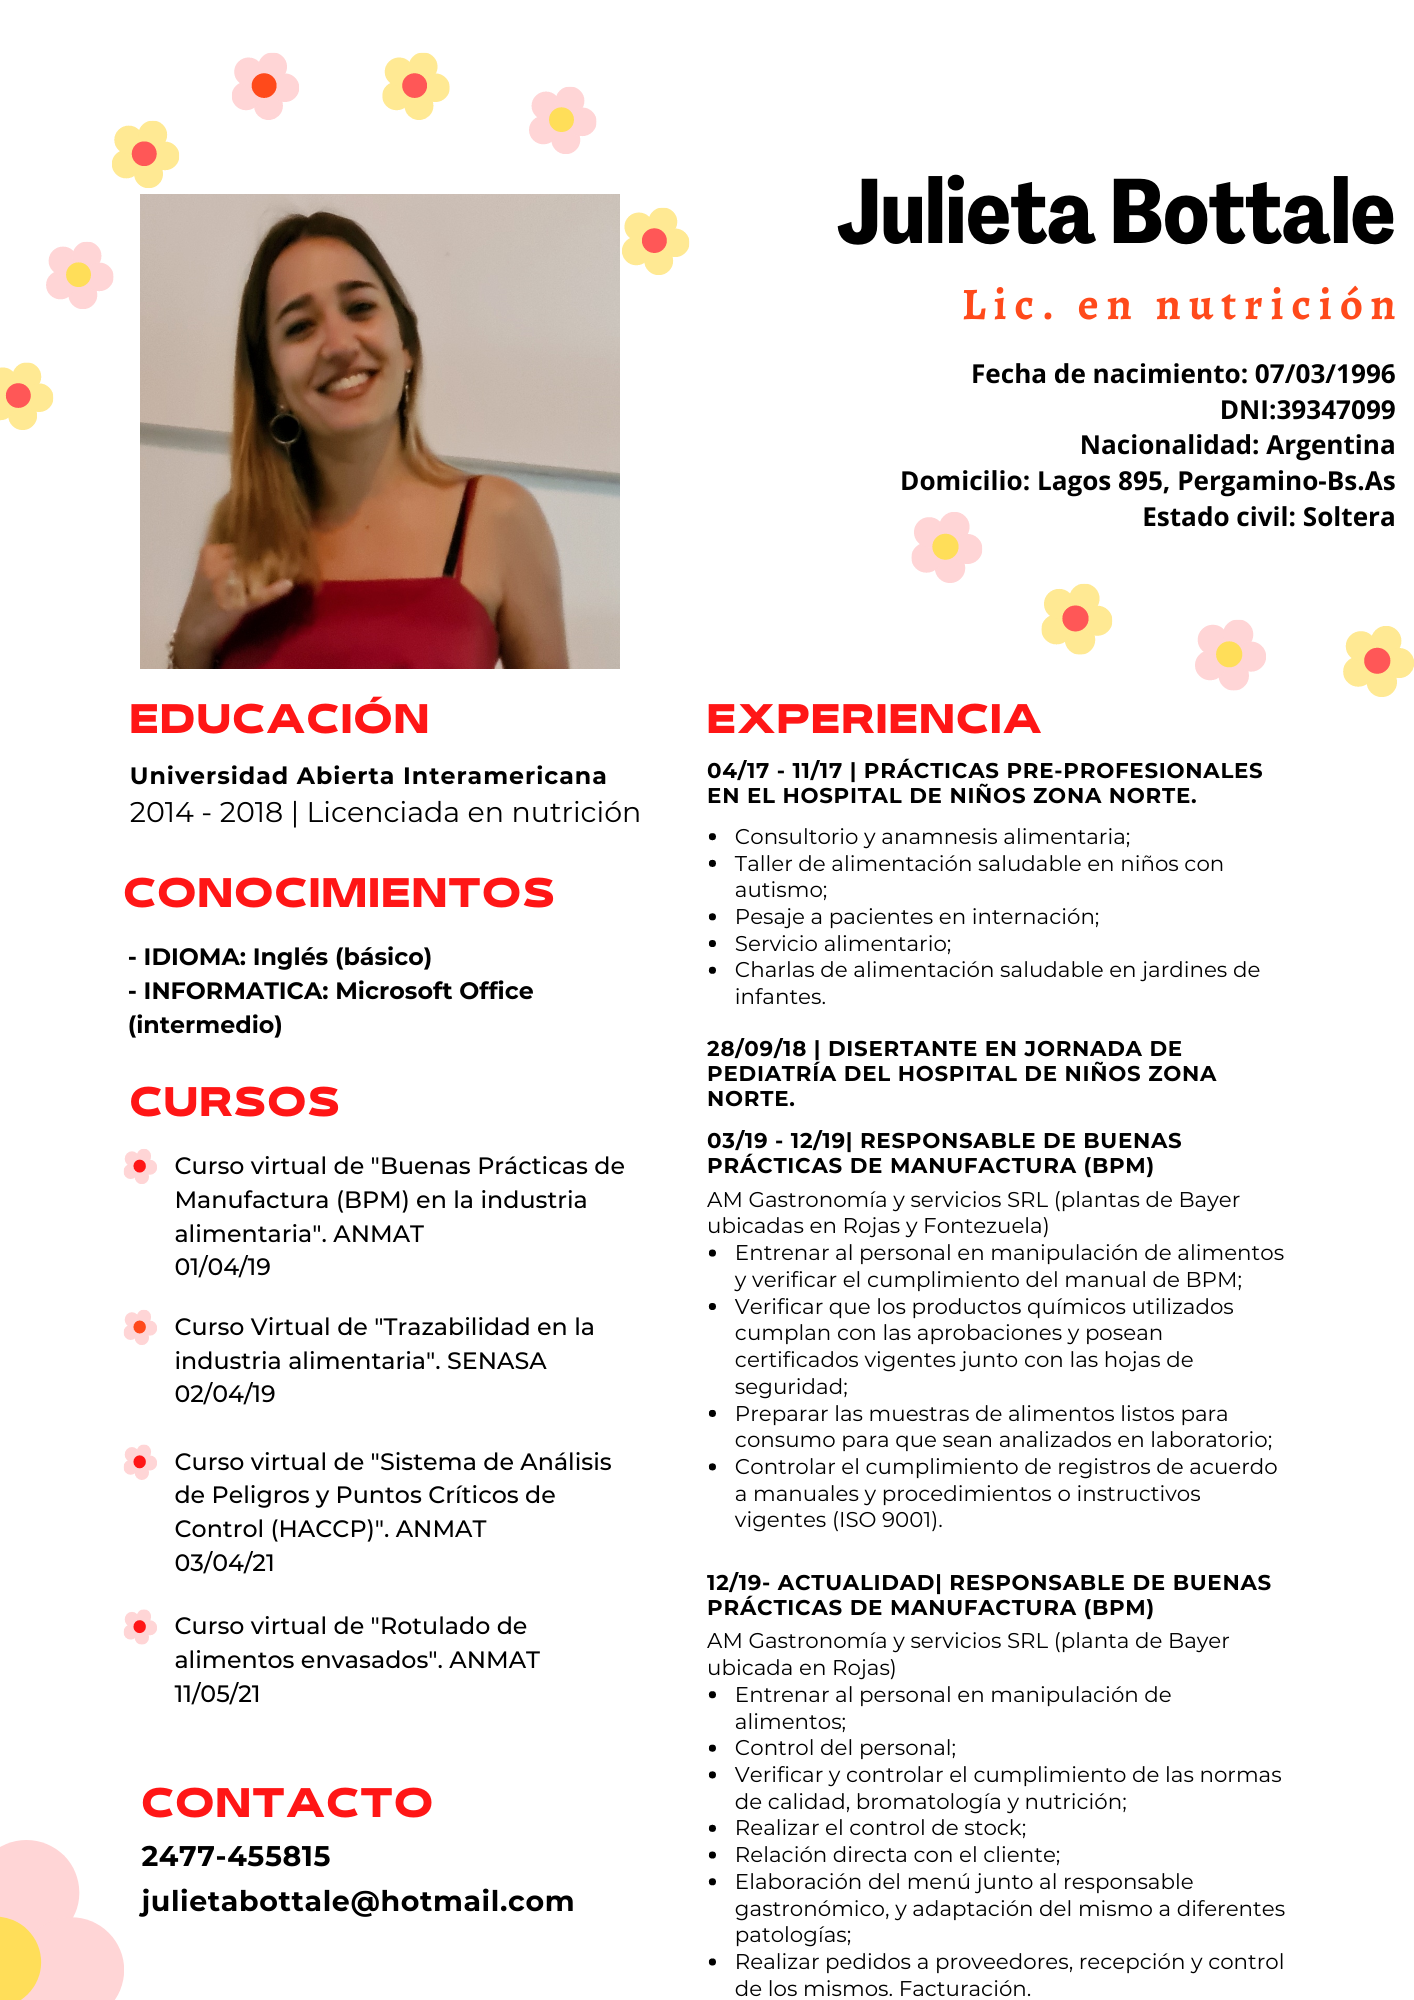 Julieta Bottale
Lic. en nutrición
Fecha de nacimiento: 07/03/1996
DNI:39347099
Nacionalidad: Argentina
Domicilio: Lagos 895, Pergamino-Bs.As
Estado civil: Soltera
EDUCACIÓN
Universidad Abierta Interamericana
2014 - 2018 | Licenciada en nutrición
CONOCIMIENTOS
- IDIOMA: Inglés (básico)
- INFORMATICA: Microsoft Office
(intermedio)
CURSOS
Curso virtual de "Buenas Prácticas de
Manufactura (BPM) en la industria
alimentaria". ANMAT
01/04/19
Curso Virtual de "Trazabilidad en la
industria alimentaria". SENASA
02/04/19
Curso virtual de "Sistema de Análisis
de Peligros y Puntos Críticos de
Control (HACCP)". ANMAT
03/04/21
Curso virtual de "Rotulado de
alimentos envasados". ANMAT
11/05/21
CONTACTO
2477-455815
julietabottale@hotmail.com
EXPERIENCIA
04/17 - 11/17 | PRÁCTICAS PRE-PROFESIONALES
EN EL HOSPITAL DE NIÑOS ZONA NORTE.
• Consultorio y anamnesis alimentaria;
• Taller de alimentación saludable en niños con
autismo;
• Pesaje a pacientes en internación;
• Servicio alimentario;
• Charlas de alimentación saludable en jardines de
infantes.
28/09/18 | DISERTANTE EN JORNADA DE
PEDIATRÍA DEL HOSPITAL DE NIÑOS ZONA
NORTE.
03/19 - 12/19| RESPONSABLE DE BUENAS
PRÁCTICAS DE MANUFACTURA (BPM)
AM Gastronomía y servicios SRL (plantas de Bayer
ubicadas en Rojas y Fontezuela)
• Entrenar al personal en manipulación de alimentos
y verificar el cumplimiento del manual de BPM;
• Verificar que los productos químicos utilizados
cumplan con las aprobaciones y posean
certificados vigentes junto con las hojas de
seguridad;
• Preparar las muestras de alimentos listos para
consumo para que sean analizados en laboratorio;
• Controlar el cumplimiento de registros de acuerdo
a manuales y procedimientos o instructivos
vigentes (ISO 9001).
12/19- ACTUALIDAD| RESPONSABLE DE BUENAS
PRÁCTICAS DE MANUFACTURA (BPM)
AM Gastronomía y servicios SRL (planta de Bayer
ubicada en Rojas)
• Entrenar al personal en manipulación de
alimentos;
• Control del personal;
• Verificar y controlar el cumplimiento de las normas
de calidad, bromatología y nutrición;
• Realizar el control de stock;
• Relación directa con el cliente;
• Elaboración del menú junto al responsable
gastronómico, y adaptación del mismo a diferentes
patologías;
• Realizar pedidos a proveedores, recepción y control
de los mismos. Facturación.